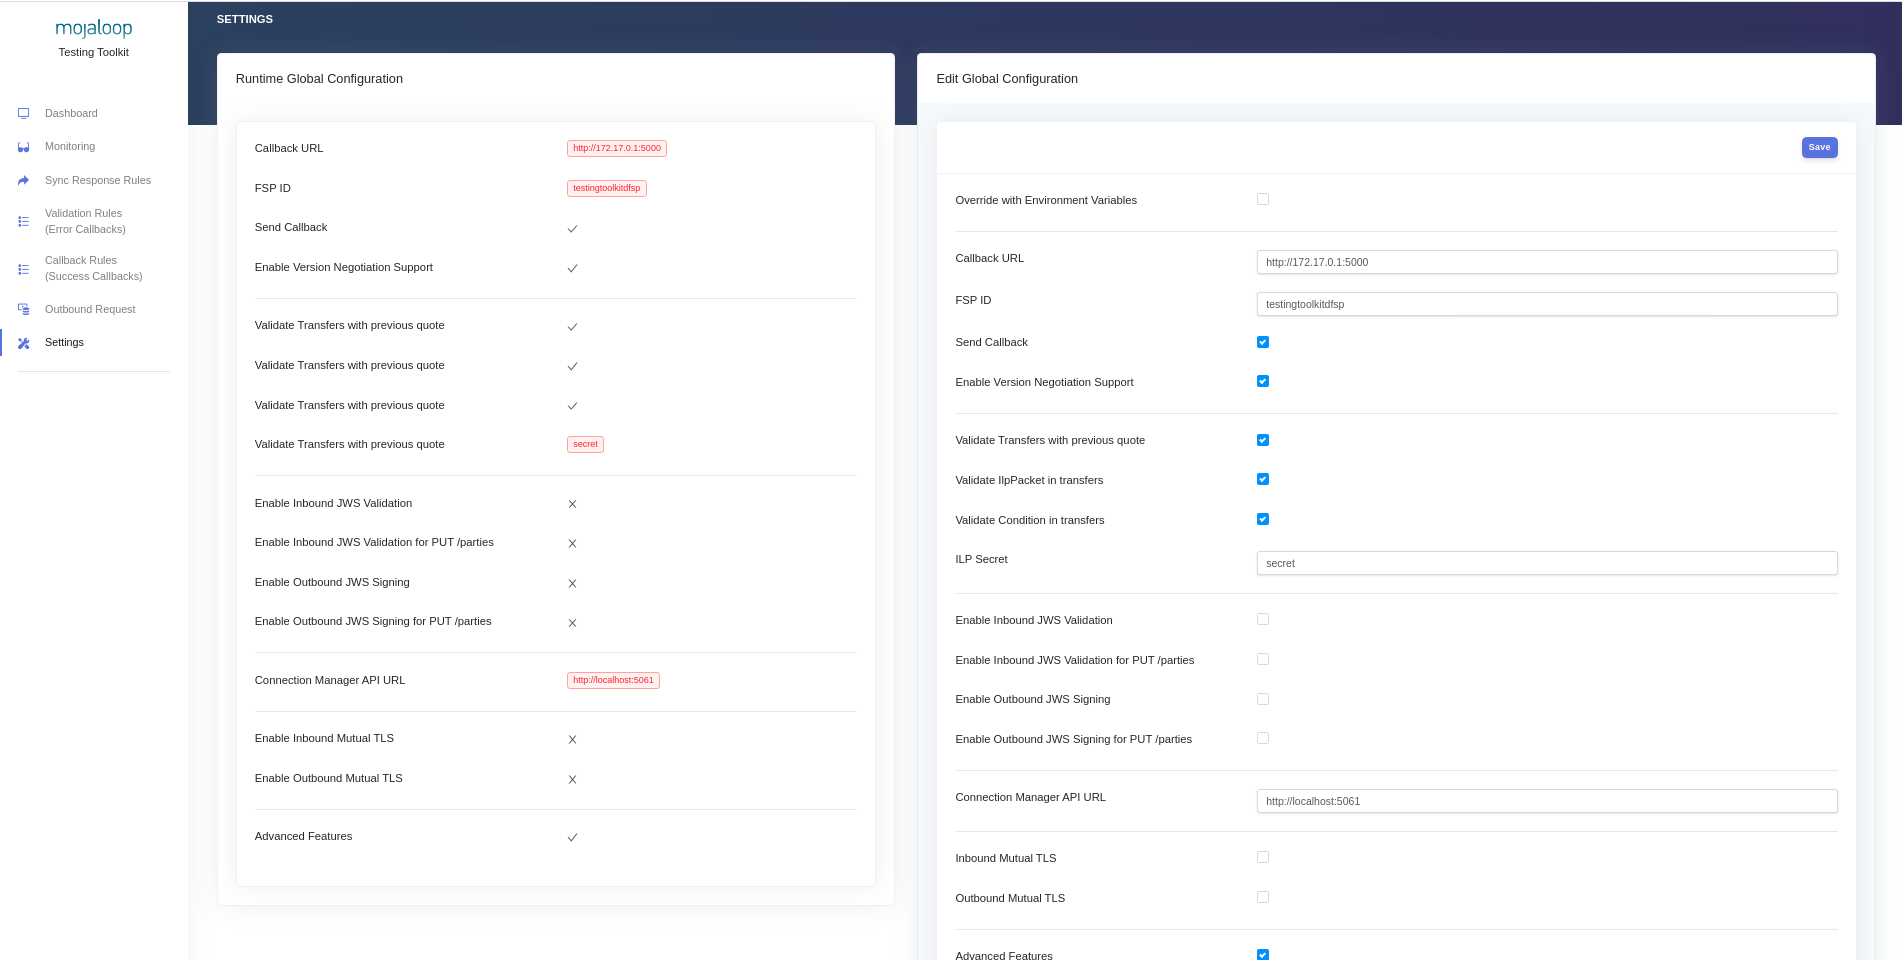 mojaloop
Testing Toolkit
Dashboard
Monitoring
Sync Response Rules
Validation Rules
(Error Callbacks)
Callback Rules
(Success Callbacks)
Outbound Request
Settings
SETTINGS
Runtime Global Configuration
Callback URL http://172.17.0.1:5000
FSP ID testingtoolkitdfsp
Send Callback
Enable Version Negotiation Support
Validate Transfers with previous quote
Validate Transfers with previous quote
Validate Transfers with previous quote
Validate Transfers with previous quote secret
Enable Inbound JWS Validation
Enable Inbound JWS Validation for PUT /parties
Enable Outbound JWS Signing
Enable Outbound JWS Signing for PUT /parties
Connection Manager API URL http://localhost:5061
Enable Inbound Mutual TLS
Enable Outbound Mutual TLS
Advanced Features
Edit Global Configuration
Save
Override with Environment Variables
Callback URL http://172.17.0.1:5000
FSP ID testingtoolkitdfsp
Send Callback
Enable Version Negotiation Support
Validate Transfers with previous quote
Validate IlpPacket in transfers
Validate Condition in transfers
ILP Secret secret
Enable Inbound JWS Validation
Enable Inbound JWS Validation for PUT /parties
Enable Outbound JWS Signing
Enable Outbound JWS Signing for PUT /parties
Connection Manager API URL http://localhost:5061
Inbound Mutual TLS
Outbound Mutual TLS
Advanced Features